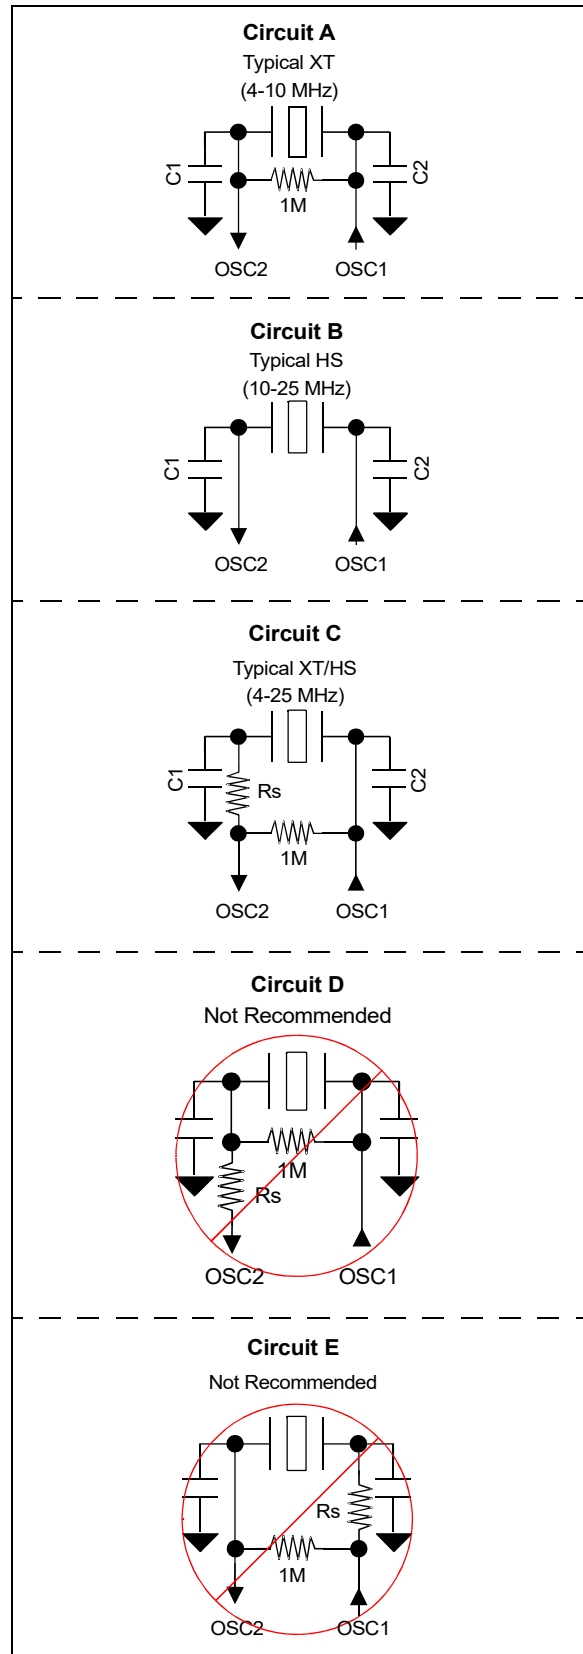 Circuit A
Typical XT
(4-10 MHz)
C1
C2
1M
OSC2 OSC1
Circuit B
Typical HS
(10-25 MHz)
C1
C2
OSC2 OSC1
Circuit C
Typical XT/HS
(4-25 MHz)
C1
Rs
C2
1M
OSC2 OSC1
Circuit D
Not Recommended
1M
Rs
OSC2 OSC1
Circuit E
Not Recommended
Rs
1M
OSC2 OSC1